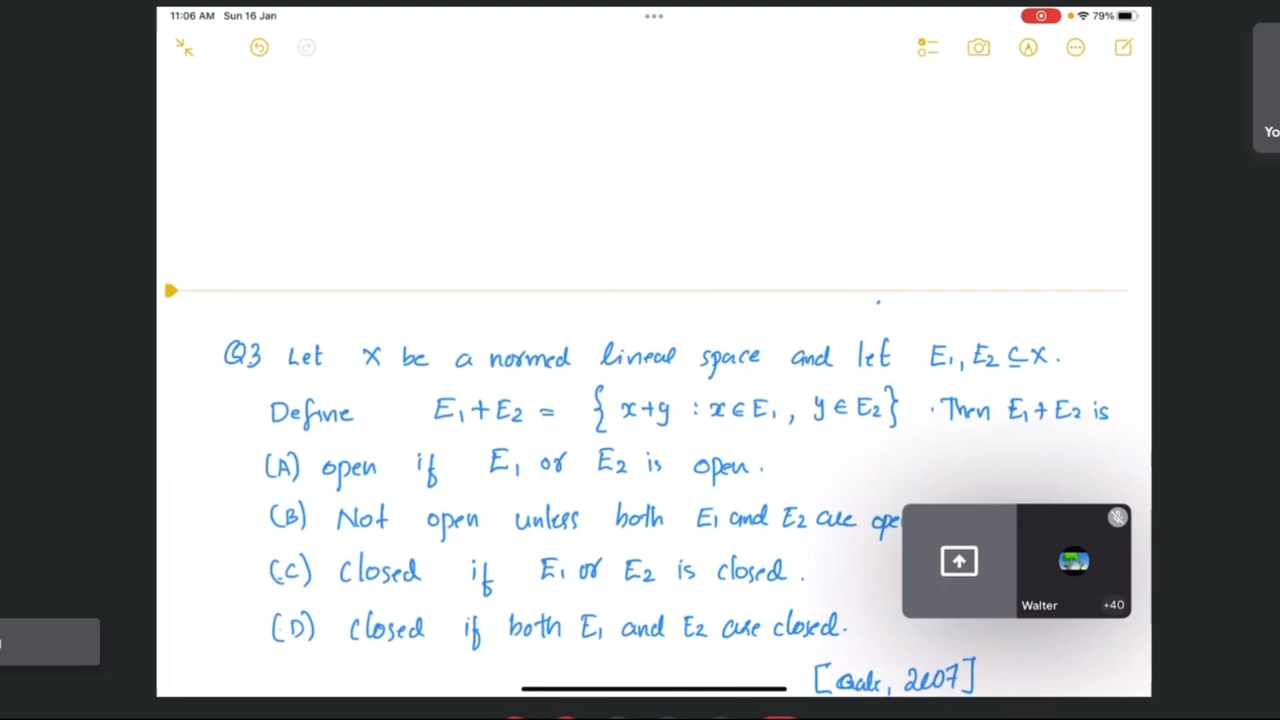 11:06 AM Sun 16 Jan
79%
Yo
Q3 Let X be a normed linear space and let E1, E2 ⊆ X.
Define E1 + E2 = { x+y : x ∈ E1, y ∈ E2 } . Then E1 + E2 is
(A) open if E1 or E2 is open.
(B) Not open unless both E1 and E2 are ope
(C) closed if E1 or E2 is closed.
(D) closed if both E1 and E2 are closed.
Walter +40
[Gate, 2007]